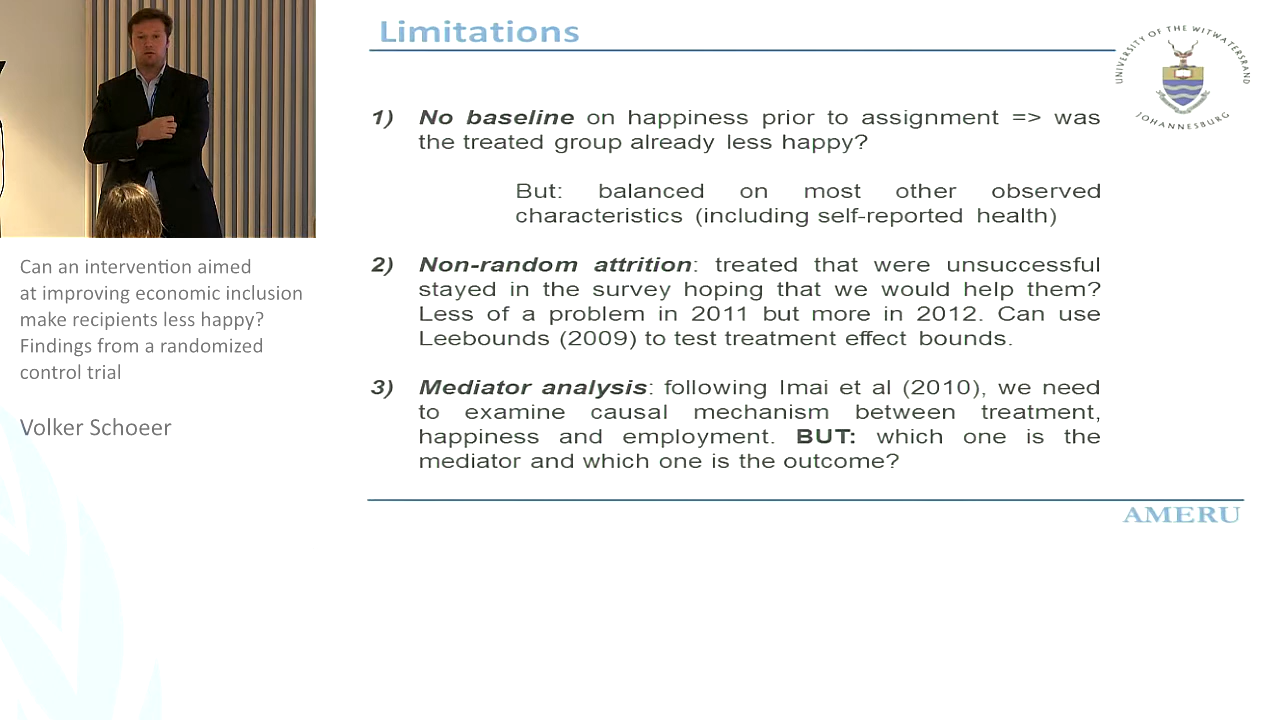 Limitations
UNIVERSITY OF THE WITWATERSRAND
JOHANNESBURG
1) No baseline on happiness prior to assignment => was
the treated group already less happy?
But: balanced on most other observed
characteristics (including self-reported health)
2) Non-random attrition: treated that were unsuccessful
stayed in the survey hoping that we would help them?
Less of a problem in 2011 but more in 2012. Can use
Leebounds (2009) to test treatment effect bounds.
3) Mediator analysis: following Imai et al (2010), we need
to examine causal mechanism between treatment,
happiness and employment. BUT: which one is the
mediator and which one is the outcome?
AMERU
Can an intervention aimed
at improving economic inclusion
make recipients less happy?
Findings from a randomized
control trial
Volker Schoeer